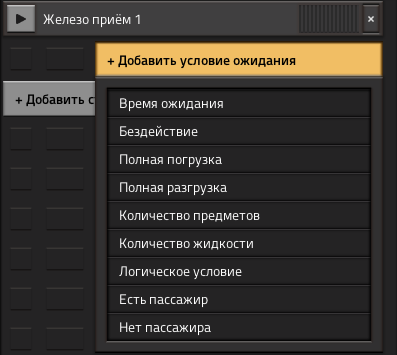 Железо приём 1
+ Добавить условие ожидания
+ Добавить с
Время ожидания
Бездействие
Полная погрузка
Полная разгрузка
Количество предметов
Количество жидкости
Логическое условие
Есть пассажир
Нет пассажира